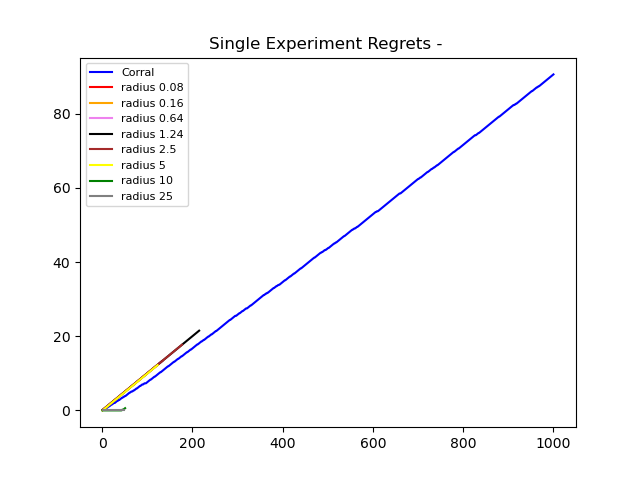 Single Experiment Regrets -
Corral
radius 0.08
radius 0.16
radius 0.64
radius 1.24
radius 2.5
radius 5
radius 10
radius 25
80
60
40
20
0
0 200 400 600 800 1000